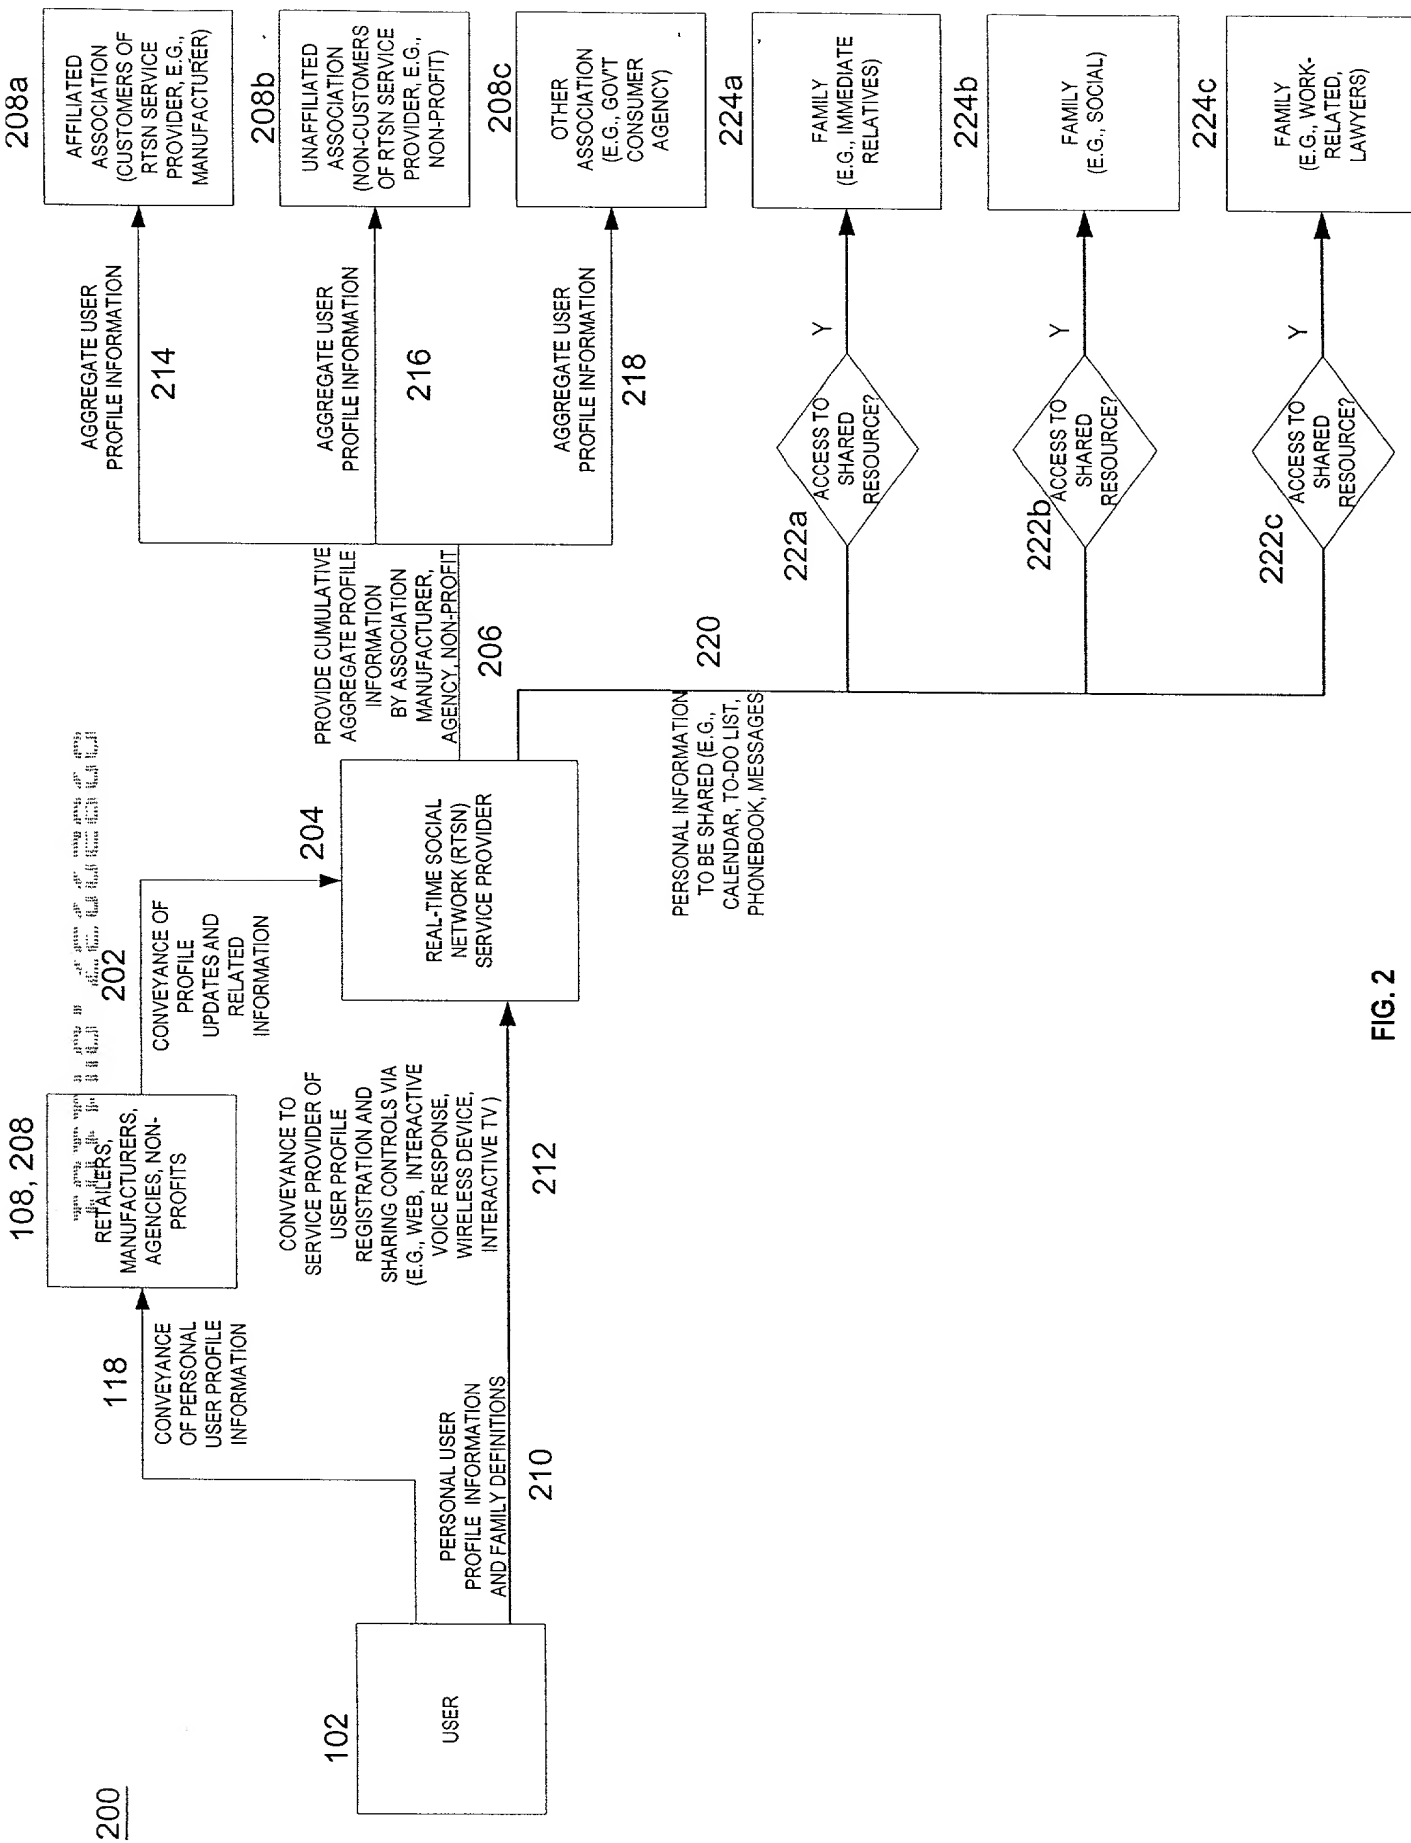 200
102
USER
118
CONVEYANCE
OF PERSONAL
USER PROFILE
INFORMATION
PERSONAL USER
PROFILE INFORMATION
AND FAMILY DEFINITIONS
210
108, 208
RETAILERS,
MANUFACTURERS,
AGENCIES, NON-
PROFITS
CONVEYANCE TO
SERVICE PROVIDER OF
USER PROFILE
REGISTRATION AND
SHARING CONTROLS VIA
(E.G., WEB, INTERACTIVE
VOICE RESPONSE,
WIRELESS DEVICE,
INTERACTIVE TV)
212
202
CONVEYANCE OF
PROFILE
UPDATES AND
RELATED
INFORMATION
204
REAL-TIME SOCIAL
NETWORK (RTSN)
SERVICE PROVIDER
PROVIDE CUMULATIVE
AGGREGATE PROFILE
INFORMATION
BY ASSOCIATION
MANUFACTURER,
AGENCY, NON-PROFIT
206
PERSONAL INFORMATION
TO BE SHARED (E.G.,
CALENDAR, TO-DO LIST,
PHONEBOOK, MESSAGES
220
AGGREGATE USER
PROFILE INFORMATION
214
AGGREGATE USER
PROFILE INFORMATION
216
AGGREGATE USER
PROFILE INFORMATION
218
222a
ACCESS TO
SHARED
RESOURCE?
Y
222b
ACCESS TO
SHARED
RESOURCE?
Y
222c
ACCESS TO
SHARED
RESOURCE?
Y
208a
AFFILIATED
ASSOCIATION
(CUSTOMERS OF
RTSN SERVICE
PROVIDER, E.G.,
MANUFACTURER)
208b
UNAFFILIATED
ASSOCIATION
(NON-CUSTOMERS
OF RTSN SERVICE
PROVIDER, E.G.,
NON-PROFIT)
208c
OTHER
ASSOCIATION
(E.G., GOV'T
CONSUMER
AGENCY)
224a
FAMILY
(E.G., IMMEDIATE
RELATIVES)
224b
FAMILY
(E.G., SOCIAL),
224c
FAMILY
(E.G., WORK-
RELATED,
LAWYERS)
FIG. 2